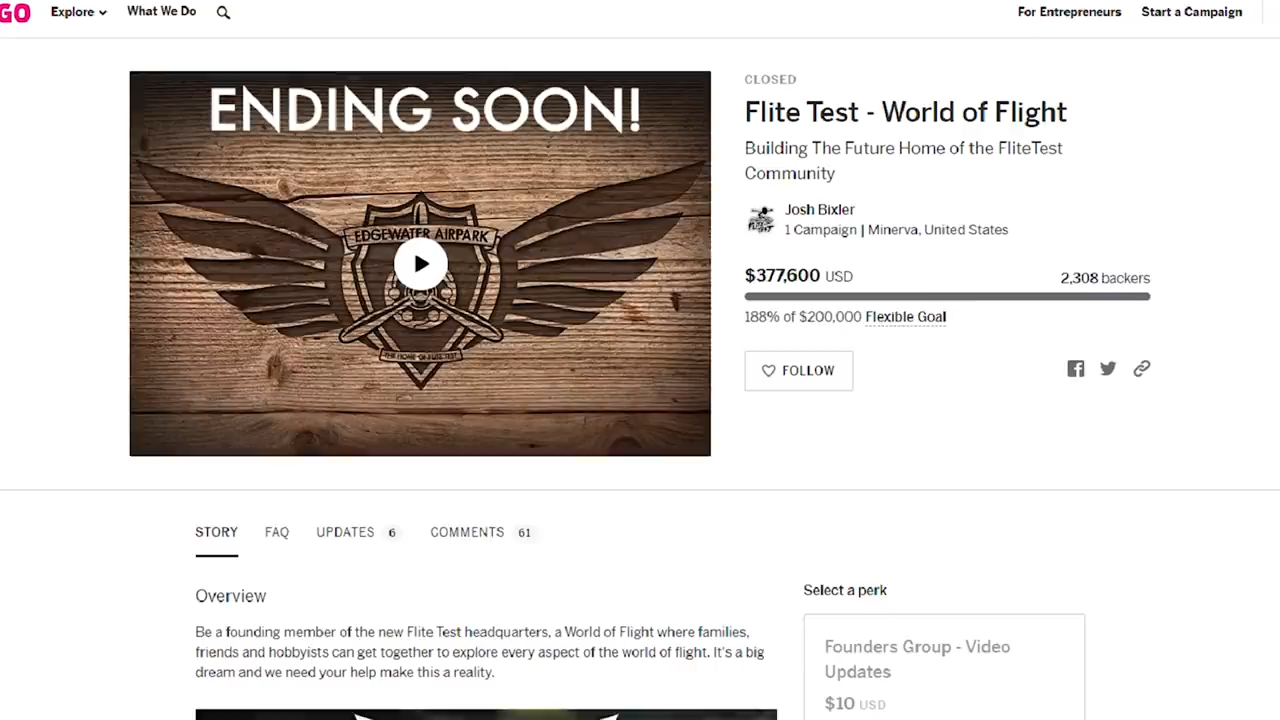 GO
Explore
What We Do
For Entrepreneurs
Start a Campaign
ENDING SOON!
EDGEWATER AIRPARK
THE HOME OF FLITE TEST
CLOSED
Flite Test - World of Flight
Building The Future Home of the FliteTest
Community
Josh Bixler
1 Campaign | Minerva, United States
$377,600 USD
2,308 backers
188% of $200,000 Flexible Goal
FOLLOW
STORY
FAQ
UPDATES 6
COMMENTS 61
Overview
Be a founding member of the new Flite Test headquarters, a World of Flight where families,
friends and hobbyists can get together to explore every aspect of the world of flight. It's a big
dream and we need your help make this a reality.
Select a perk
Founders Group - Video
Updates
$10 USD